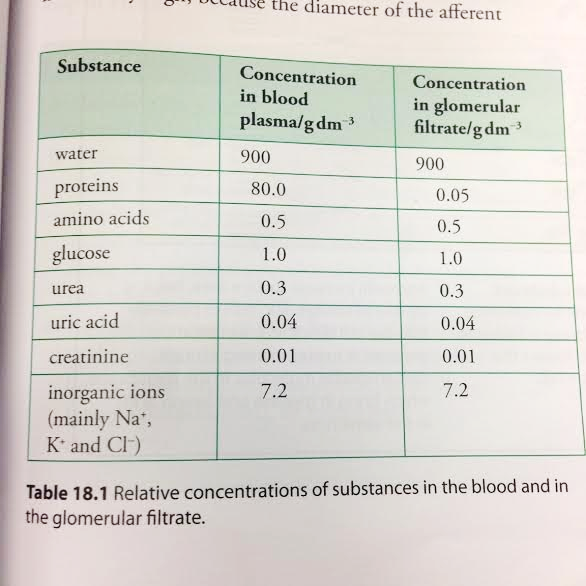 because the diameter of the afferent
Substance
Concentration
in blood
plasma/g dm⁻³
Concentration
in glomerular
filtrate/g dm⁻³
water 900 900
proteins 80.0 0.05
amino acids 0.5 0.5
glucose 1.0 1.0
urea 0.3 0.3
uric acid 0.04 0.04
creatinine 0.01 0.01
inorganic ions 7.2 7.2
(mainly Na⁺,
K⁺ and Cl⁻)
Table 18.1 Relative concentrations of substances in the blood and in
the glomerular filtrate.